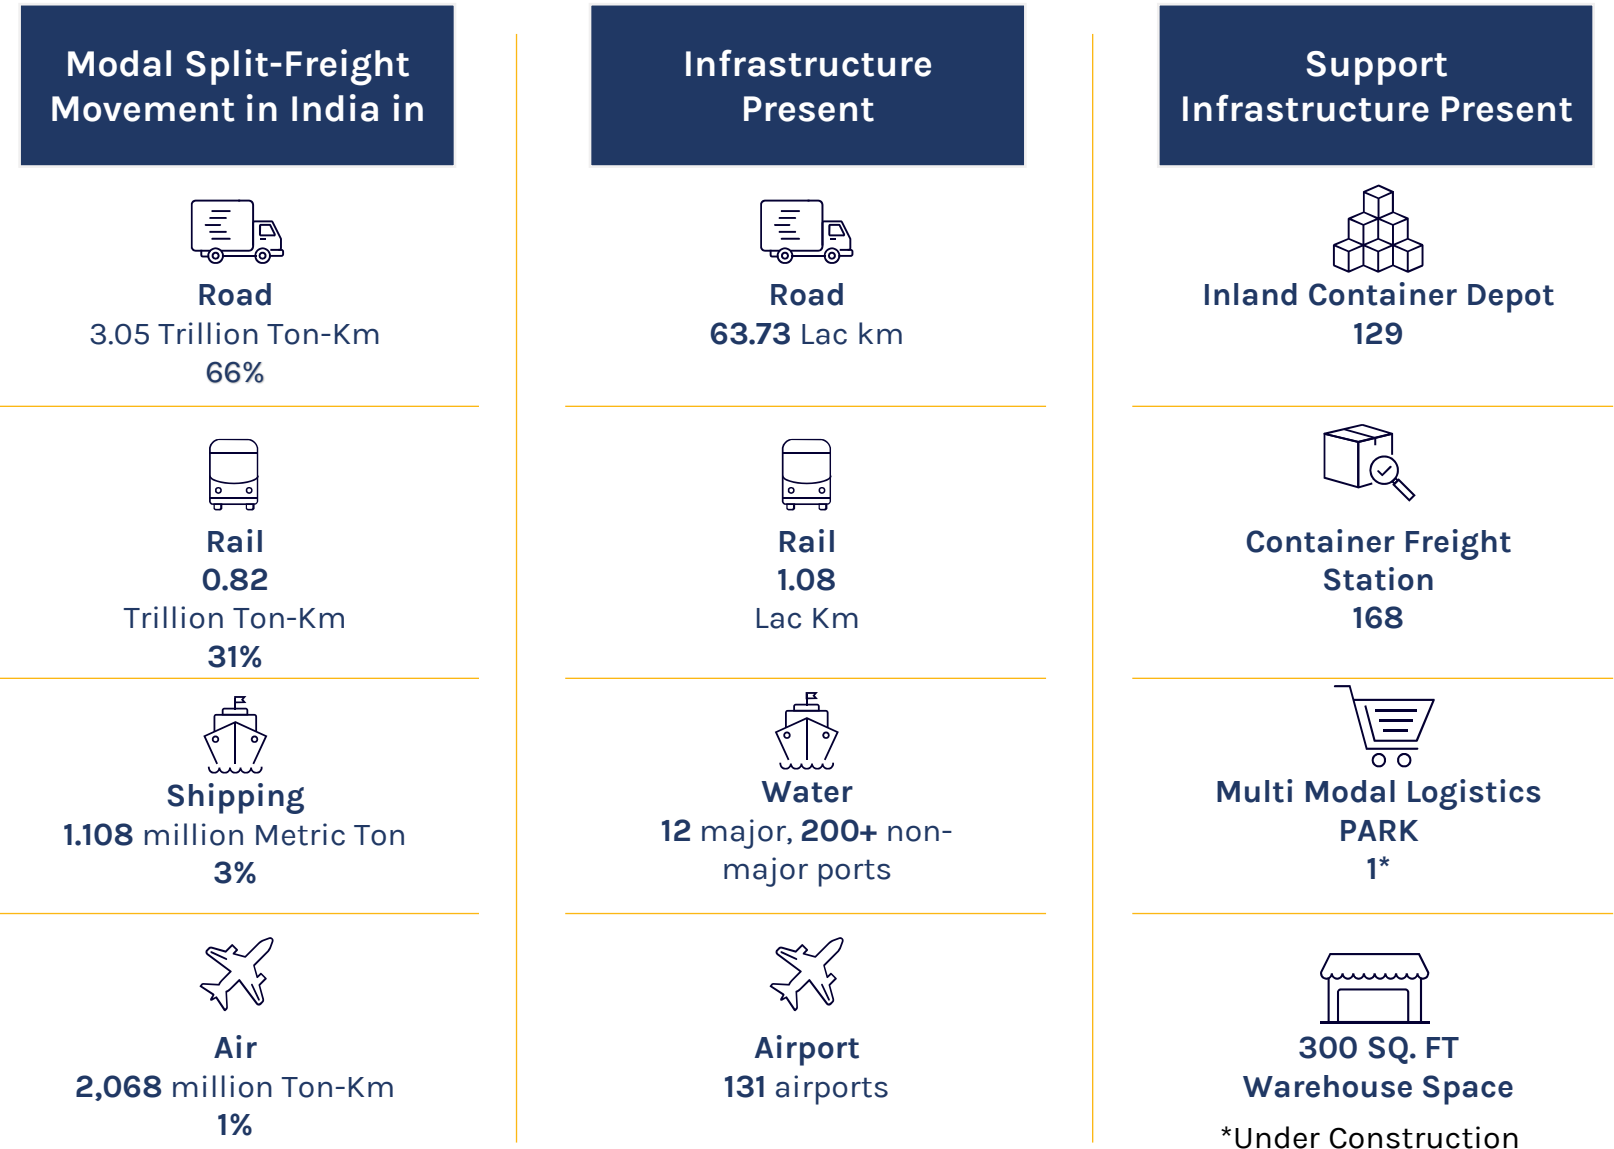 Modal Split-Freight
Movement in India in
Road
3.05 Trillion Ton-Km
66%
Rail
0.82
Trillion Ton-Km
31%
Shipping
1.108 million Metric Ton
3%
Air
2,068 million Ton-Km
1%
Infrastructure
Present
Road
63.73 Lac km
Rail
1.08
Lac Km
Water
12 major, 200+ non-
major ports
Airport
131 airports
Support
Infrastructure Present
Inland Container Depot
129
Container Freight
Station
168
Multi Modal Logistics
PARK
1*
300 SQ. FT
Warehouse Space
*Under Construction